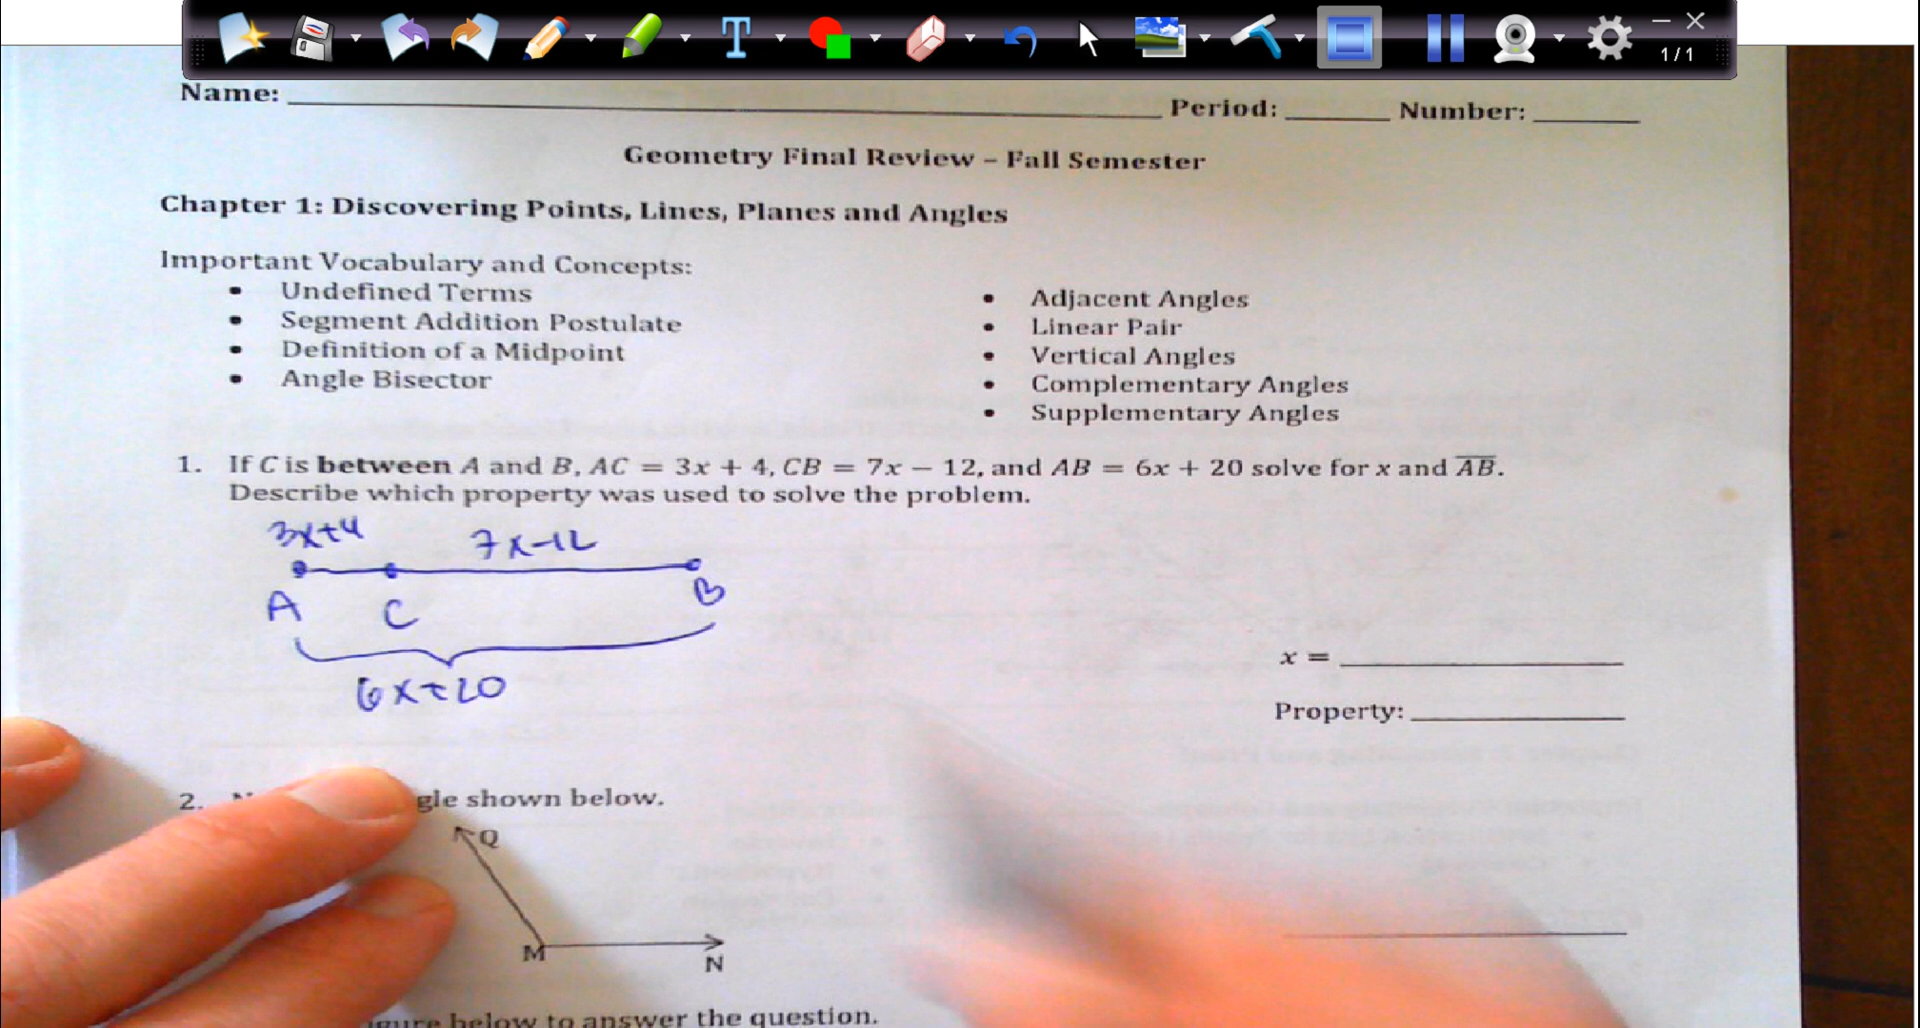 1/1
Name: Period: Number:
Geometry Final Review – Fall Semester
Chapter 1: Discovering Points, Lines, Planes and Angles
Important Vocabulary and Concepts:
• Undefined Terms
• Segment Addition Postulate
• Definition of a Midpoint
• Angle Bisector
• Adjacent Angles
• Linear Pair
• Vertical Angles
• Complementary Angles
• Supplementary Angles
1. If C is between A and B, AC = 3x + 4, CB = 7x − 12, and AB = 6x + 20 solve for x and A̅B̅.
Describe which property was used to solve the problem.
3x+4 7x-12
A C B
6x+20
x =
Property:
2. gle shown below.
Q
M N
below to answer the question.